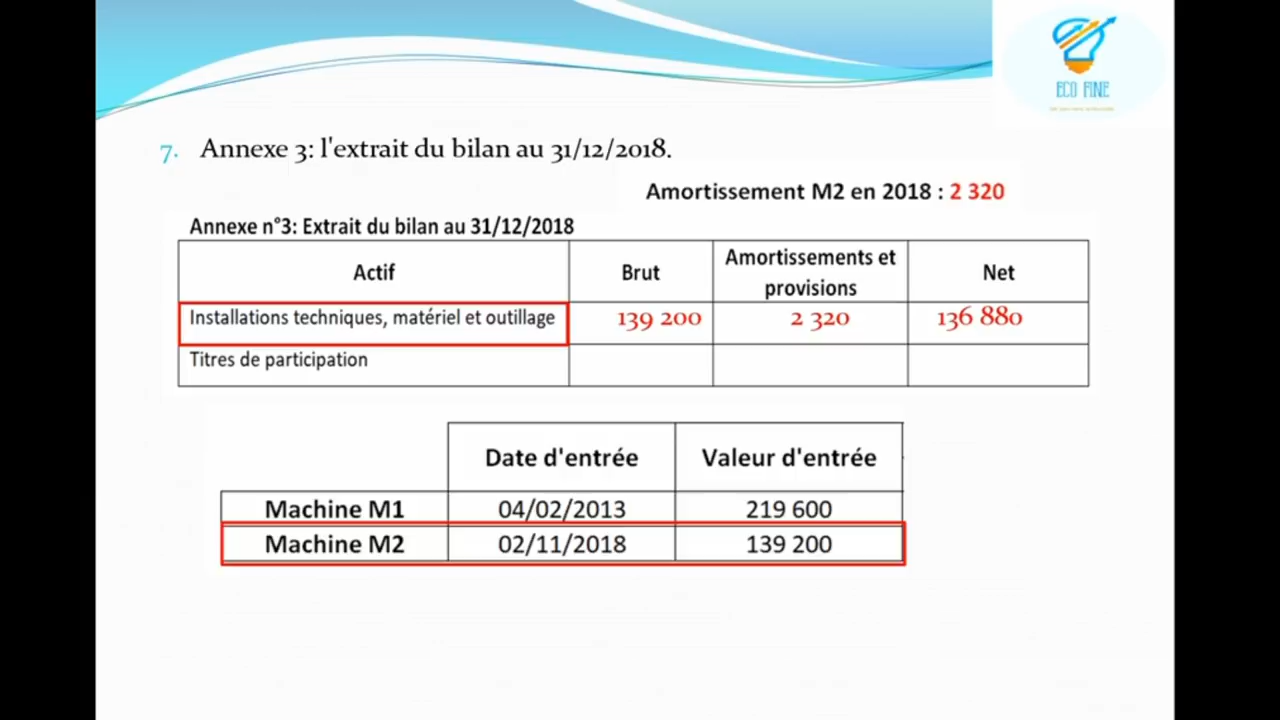 ECO FINE
7. Annexe 3: l'extrait du bilan au 31/12/2018.
Amortissement M2 en 2018 : 2 320
Annexe n°3: Extrait du bilan au 31/12/2018
Actif Brut Amortissements et provisions Net
Installations techniques, matériel et outillage 139 200 2 320 136 880
Titres de participation
Date d'entrée Valeur d'entrée
Machine M1 04/02/2013 219 600
Machine M2 02/11/2018 139 200